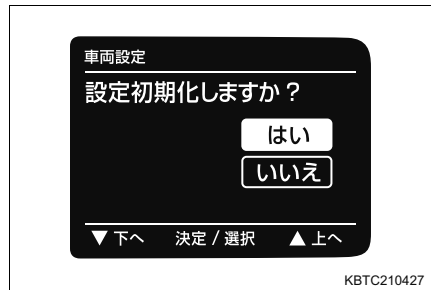 車両設定
設定初期化しますか？
はい
いいえ
▼ 下へ 決定 / 選択 ▲ 上へ
KBTC210427